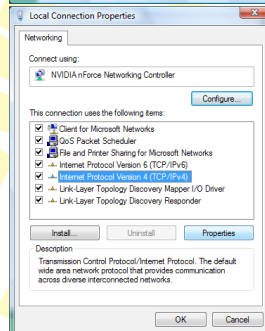 Local Connection Properties
Networking
Connect using:
NVIDIA nForce Networking Controller
Configure...
This connection uses the following items:
Client for Microsoft Networks
QoS Packet Scheduler
File and Printer Sharing for Microsoft Networks
Internet Protocol Version 6 (TCP/IPv6)
Internet Protocol Version 4 (TCP/IPv4)
Link-Layer Topology Discovery Mapper I/O Driver
Link-Layer Topology Discovery Responder
Install... Uninstall Properties
Description
Transmission Control Protocol/Internet Protocol. The default
wide area network protocol that provides communication
across diverse interconnected networks.
OK Cancel